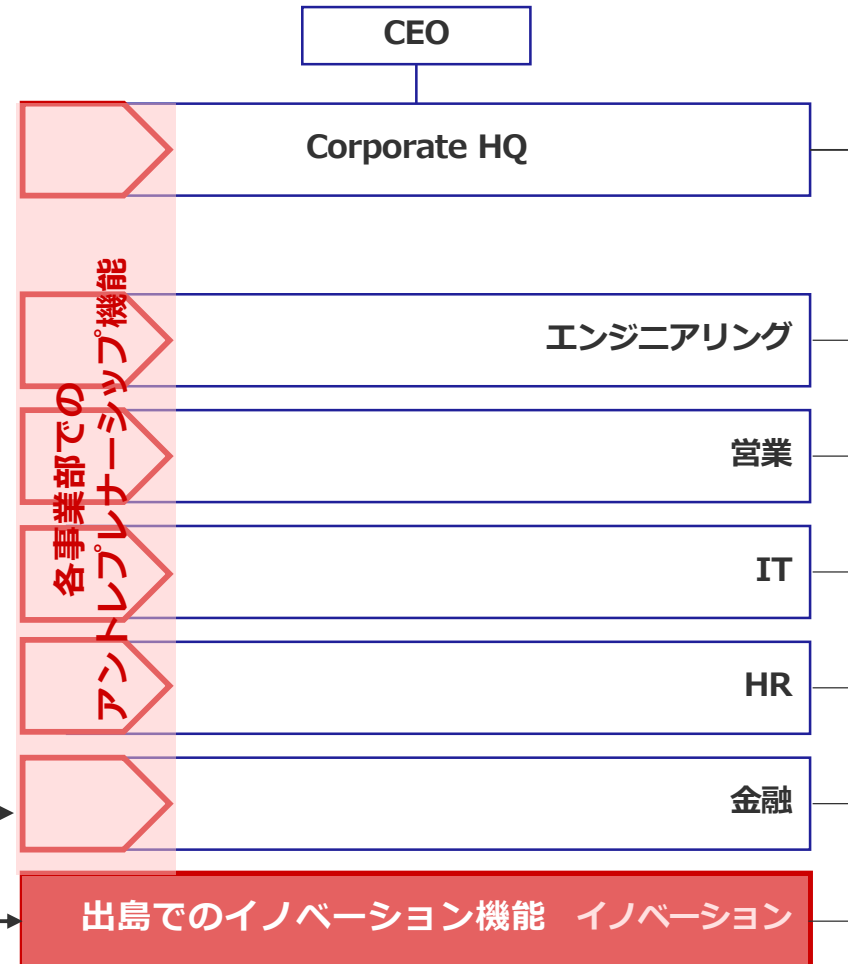 CEO
Corporate HQ
各事業部での
アントレプレナーシップ機能
エンジニアリング
営業
IT
HR
金融
出島でのイノベーション機能 イノベーション